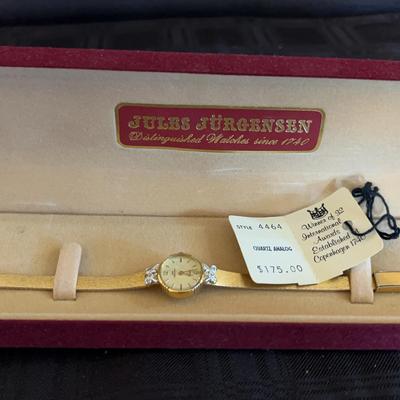 JULES JÜRGENSEN
Distinguished Watches since 1740
STYLE 4464
QUARTZ ANALOG
$175.00
Winner of 92
International
Awards
Established
Copenhagen 1740